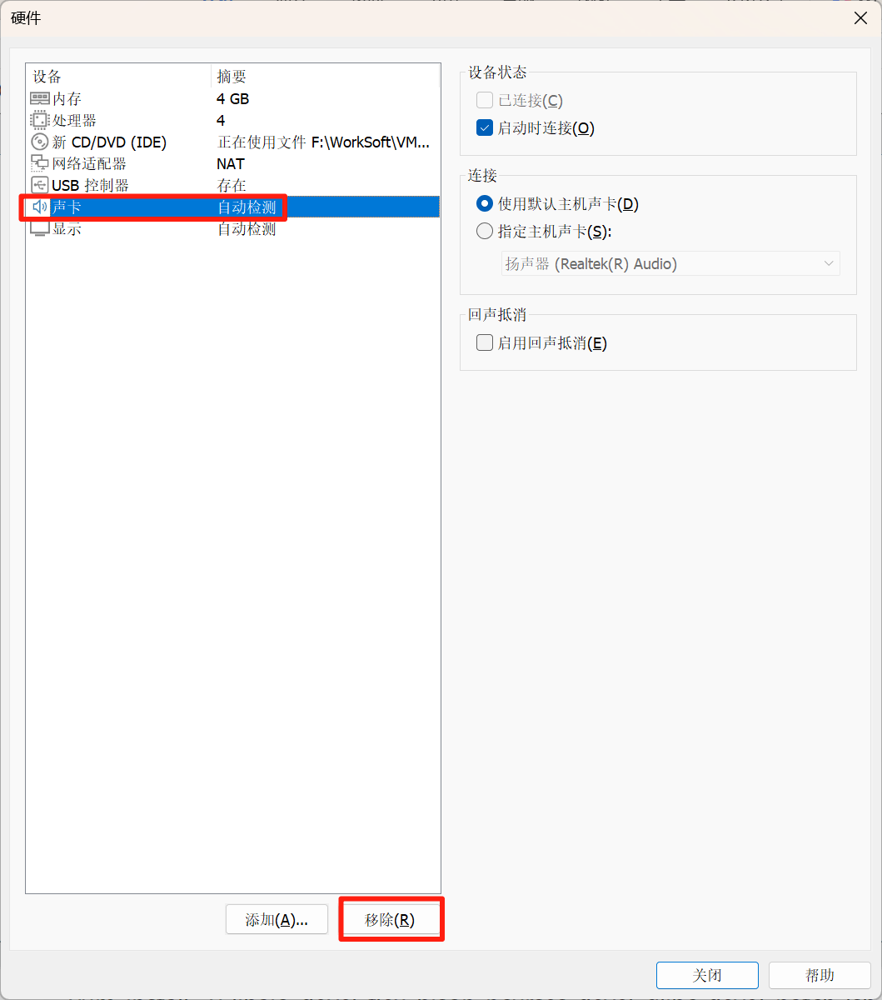 硬件
设备 摘要
内存 4 GB
处理器 4
新 CD/DVD (IDE) 正在使用文件 F:\WorkSoft\VM...
网络适配器 NAT
USB 控制器 存在
声卡 自动检测
显示 自动检测
添加(A)... 移除(R)
设备状态
已连接(C)
启动时连接(O)
连接
使用默认主机声卡(D)
指定主机声卡(S):
扬声器 (Realtek(R) Audio)
回声抵消
启用回声抵消(E)
关闭 帮助